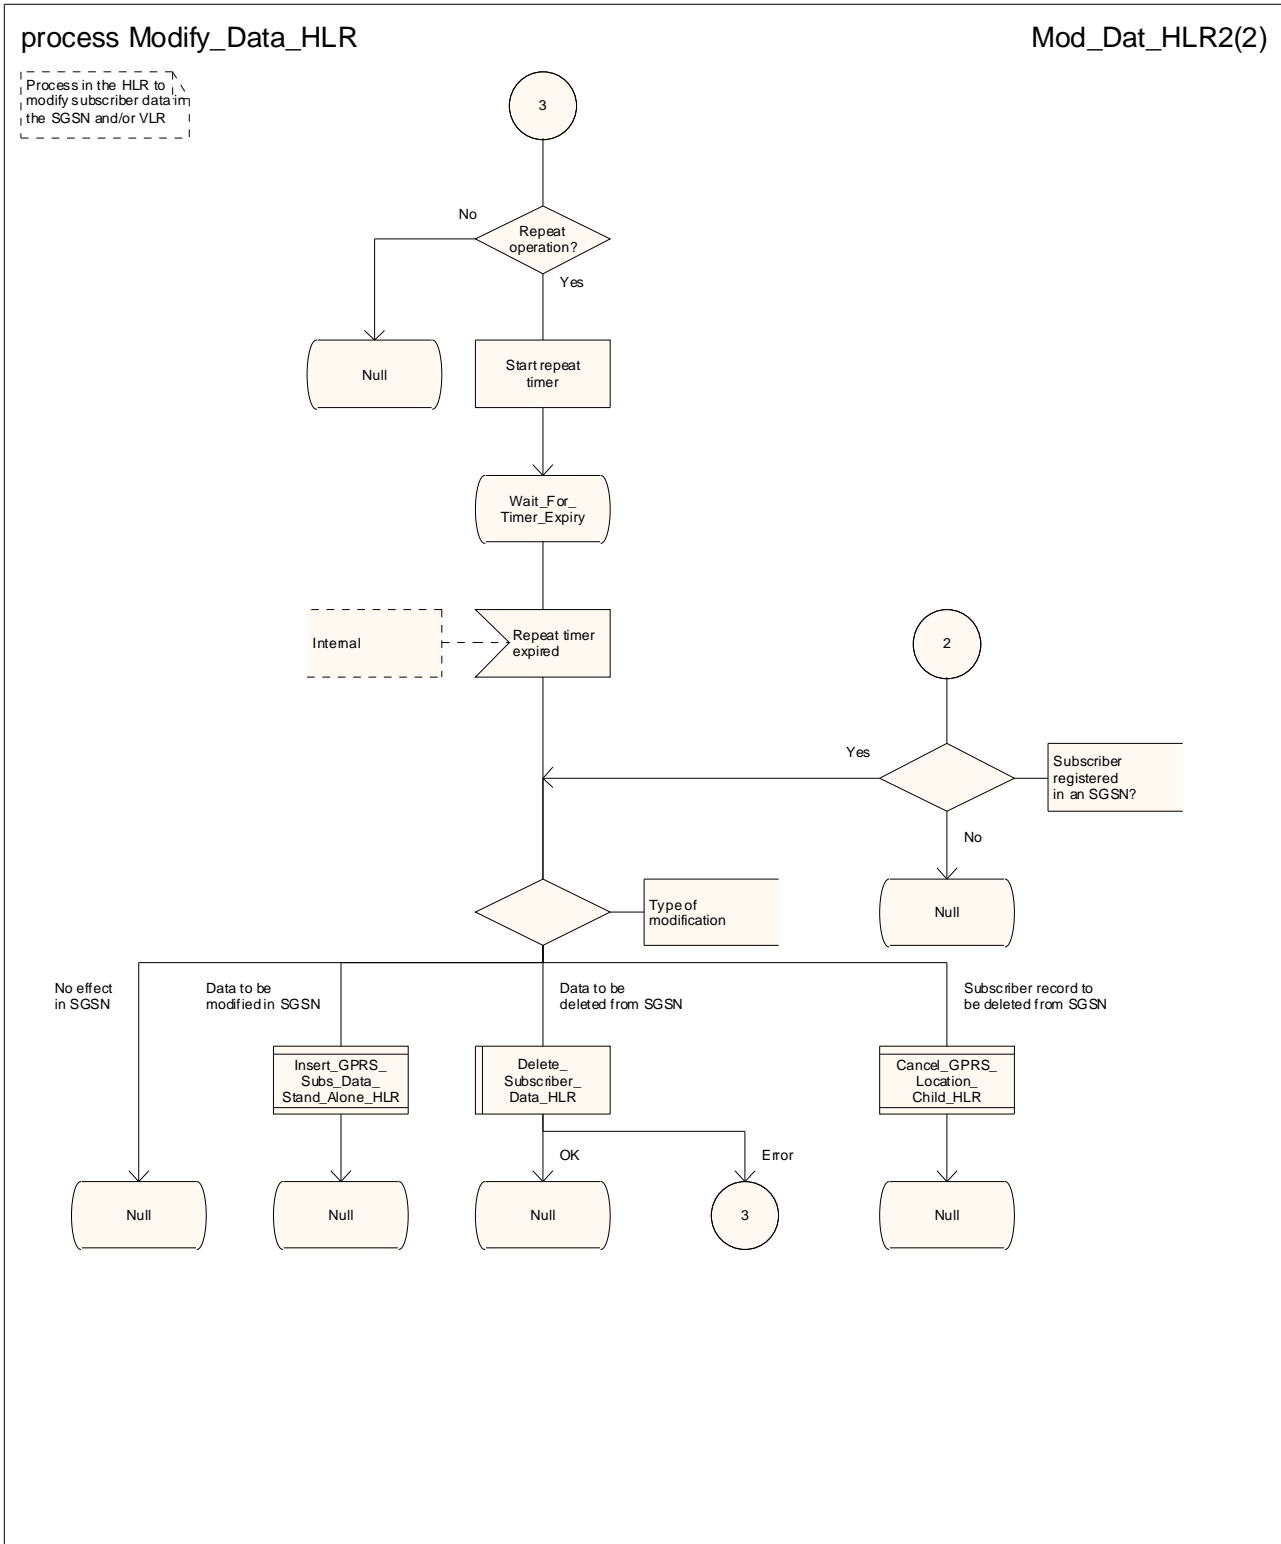 process Modify_Data_HLR
Mod_Dat_HLR2(2)
Process in the HLR to
modify subscriber data in
the SGSN and/or VLR
3
No
Repeat
operation?
Yes
Null
Start repeat
timer
Wait_For_
Timer_Expiry
Internal
Repeat timer
expired
2
Yes
Subscriber
registered
in an SGSN?
No
Type of
modification
Null
No effect
in SGSN
Data to be
modified in SGSN
Data to be
deleted from SGSN
Subscriber record to
be deleted from SGSN
Insert_GPRS_
Subs_Data_
Stand_Alone_HLR
Delete_
Subscriber_
Data_HLR
Cancel_GPRS_
Location_
Child_HLR
OK
Error
Null
Null
Null
3
Null